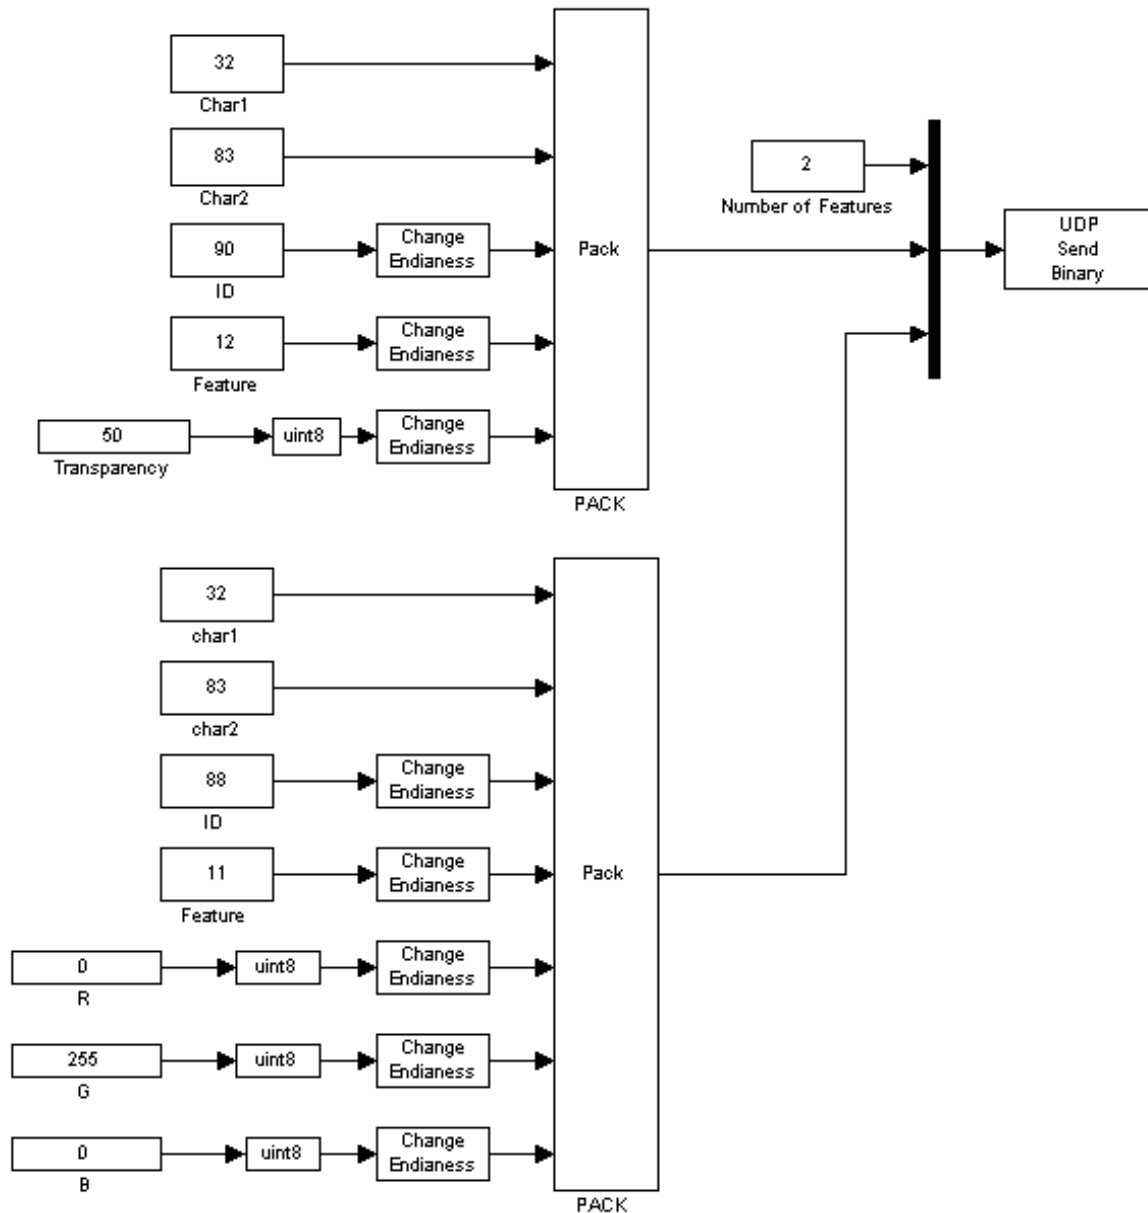 32
Char1
83
Char2
90
ID
Change
Endianess
12
Feature
Change
Endianess
50
Transparency
uint8
Change
Endianess
Pack
PACK
2
Number of Features
UDP
Send
Binary
32
char1
83
char2
88
ID
Change
Endianess
11
Feature
Change
Endianess
0
R
uint8
Change
Endianess
255
G
uint8
Change
Endianess
0
B
uint8
Change
Endianess
Pack
PACK